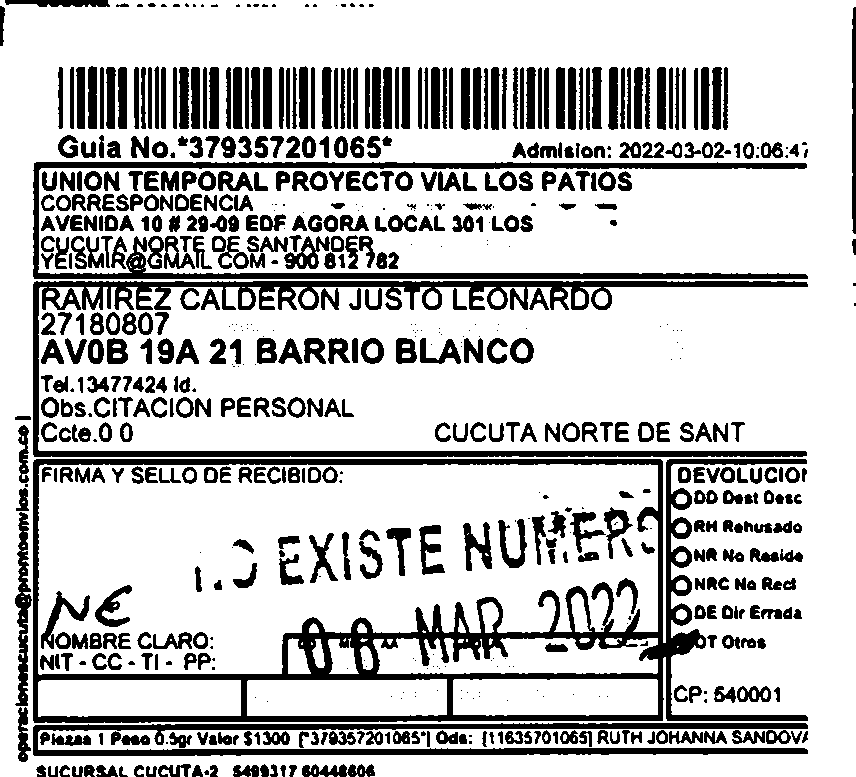 Guia No.*379357201065*
Admision: 2022-03-02-10:06:47
UNION TEMPORAL PROYECTO VIAL LOS PATIOS
CORRESPONDENCIA
AVENIDA 10 # 29-09 EDF AGORA LOCAL 301 LOS
CUCUTA NORTE DE SANTANDER
YEISMIR@GMAIL COM - 900 812 782
RAMIREZ CALDERON JUSTO LEONARDO
27180807
AV0B 19A 21 BARRIO BLANCO
Tel.13477424 Id.
Obs.CITACION PERSONAL
Ccte.0 0
CUCUTA NORTE DE SANT
operacionescucuta@prontoenvios.com.co |
FIRMA Y SELLO DE RECIBIDO:
NO EXISTE NUMERO
NE
08 MAR 2022
NOMBRE CLARO:
NIT - CC - TI - PP:
DEVOLUCION
DD Dest Desc
RH Rehusado
NR No Reside
NRC No Recl
DE Dir Errada
OT Otros
CP: 540001
Piezas 1 Peso 0.5gr Valor $1300 [*379357201065*] Ods: [11635701065] RUTH JOHANNA SANDOVA
SUCURSAL CUCUTA-2 5499317 60448606